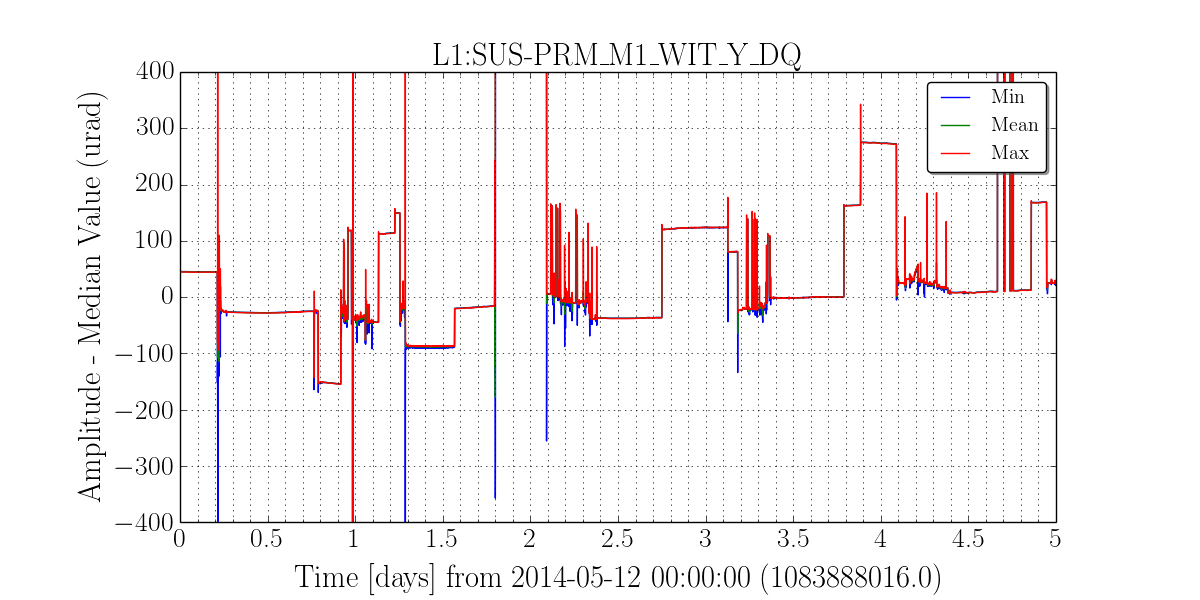 L1:SUS-PRM_M1_WIT_Y_DQ
Amplitude - Median Value (urad)
400
300
200
100
0
−100
−200
−300
−400
Min
Mean
Max
0 0.5 1 1.5 2 2.5 3 3.5 4 4.5 5
Time [days] from 2014-05-12 00:00:00 (1083888016.0)